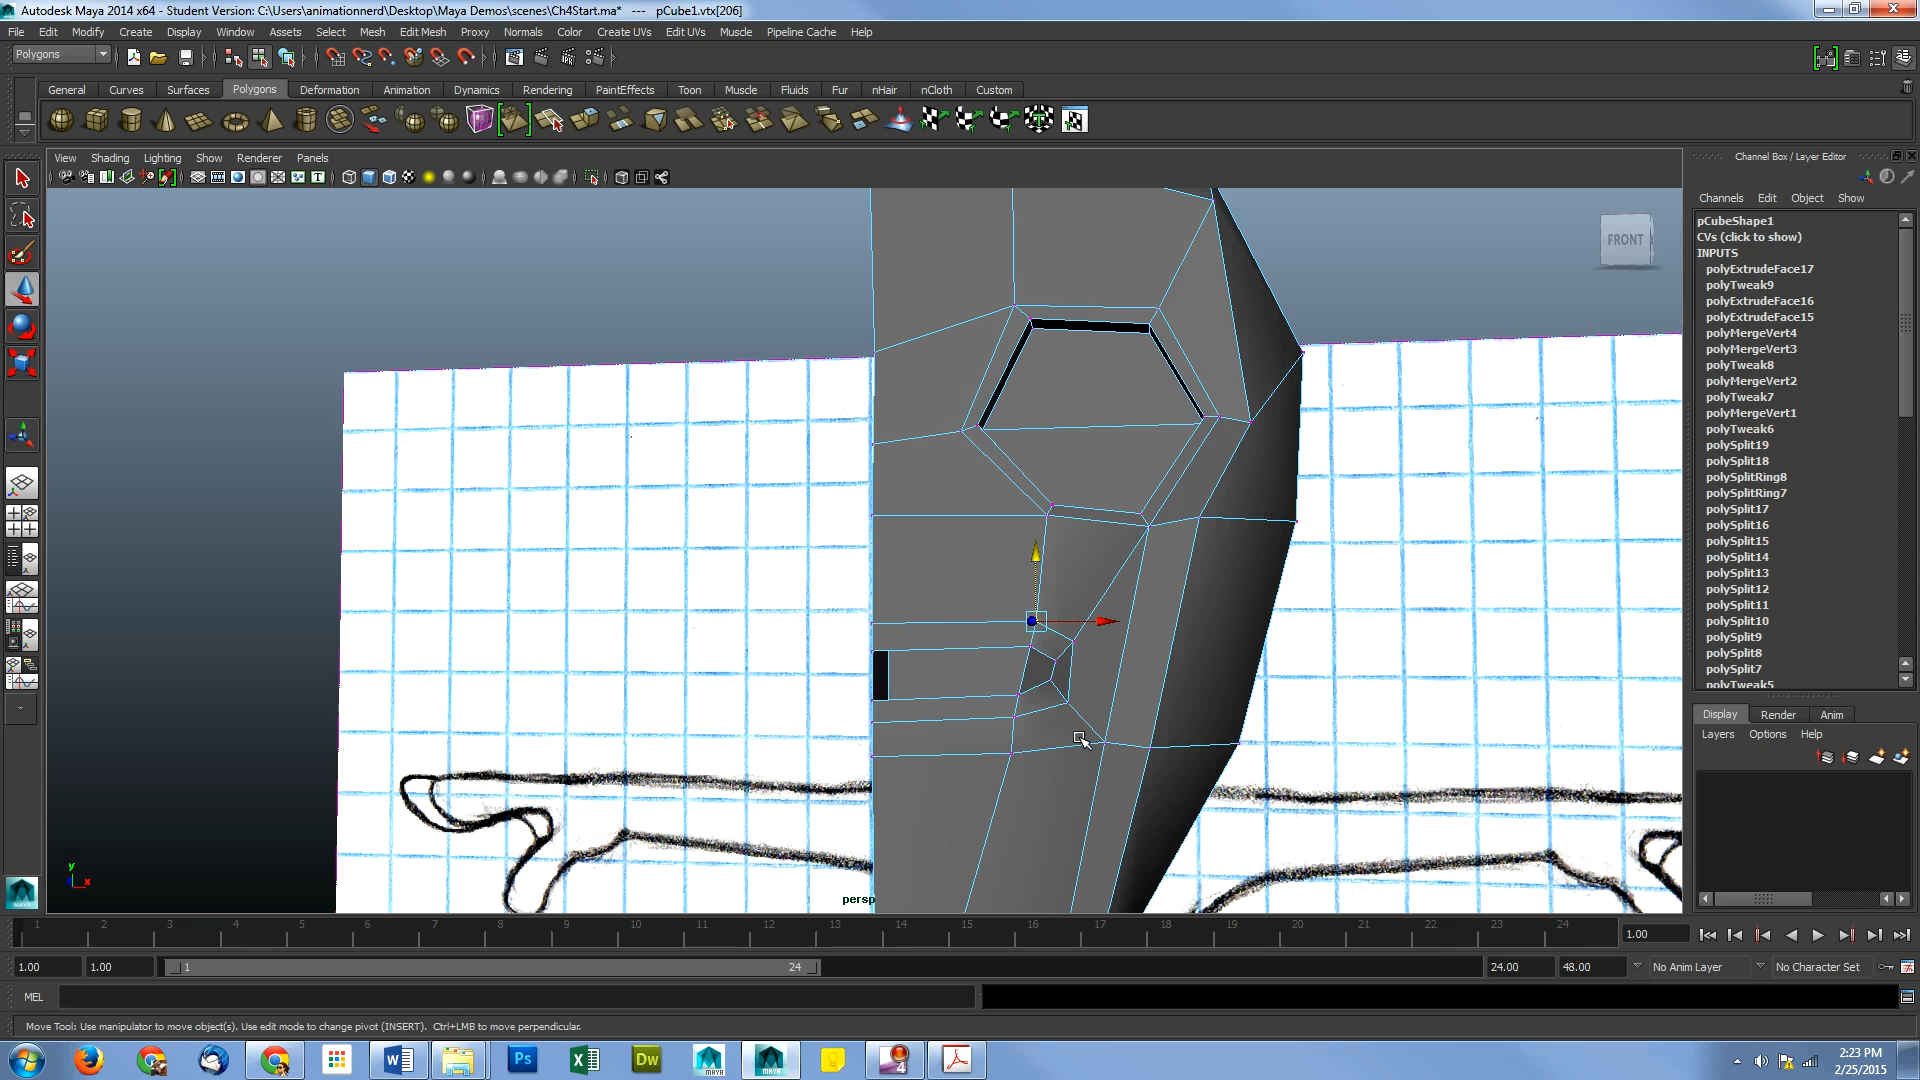 Autodesk Maya 2014 x64 - Student Version: C:\Users\animationnerd\Desktop\Maya Demos\scenes\Ch4Start.ma*   ---   pCube1.vtx[206]
File Edit Modify Create Display Window Assets Select Mesh Edit Mesh Proxy Normals Color Create UVs Edit UVs Muscle Pipeline Cache Help
Polygons
General Curves Surfaces Polygons Deformation Animation Dynamics Rendering PaintEffects Toon Muscle Fluids Fur nHair nCloth Custom
View Shading Lighting Show Renderer Panels
Channel Box / Layer Editor
Channels Edit Object Show
pCubeShape1
CVs (click to show)
INPUTS
polyExtrudeFace17
polyTweak9
polyExtrudeFace16
polyExtrudeFace15
polyMergeVert4
polyMergeVert3
polyTweak8
polyMergeVert2
polyTweak7
polyMergeVert1
polyTweak6
polySplit19
polySplit18
polySplitRing8
polySplitRing7
polySplit17
polySplit16
polySplit15
polySplit14
polySplit13
polySplit12
polySplit11
polySplit10
polySplit9
polySplit8
polySplit7
polyTweak5
FRONT
Display Render Anim
Layers Options Help
y
x
persp
MAYA
1 2 3 4 5 6 7 8 9 10 11 12 13 14 15 16 17 18 19 20 21 22 23 24
1.00
1.00 1.00 1 24 24.00 48.00 No Anim Layer No Character Set
MEL
Move Tool: Use manipulator to move object(s). Use edit mode to change pivot (INSERT).  Ctrl+LMB to move perpendicular.
Ps Dw MAYA MAYA 4
2:23 PM
2/25/2015